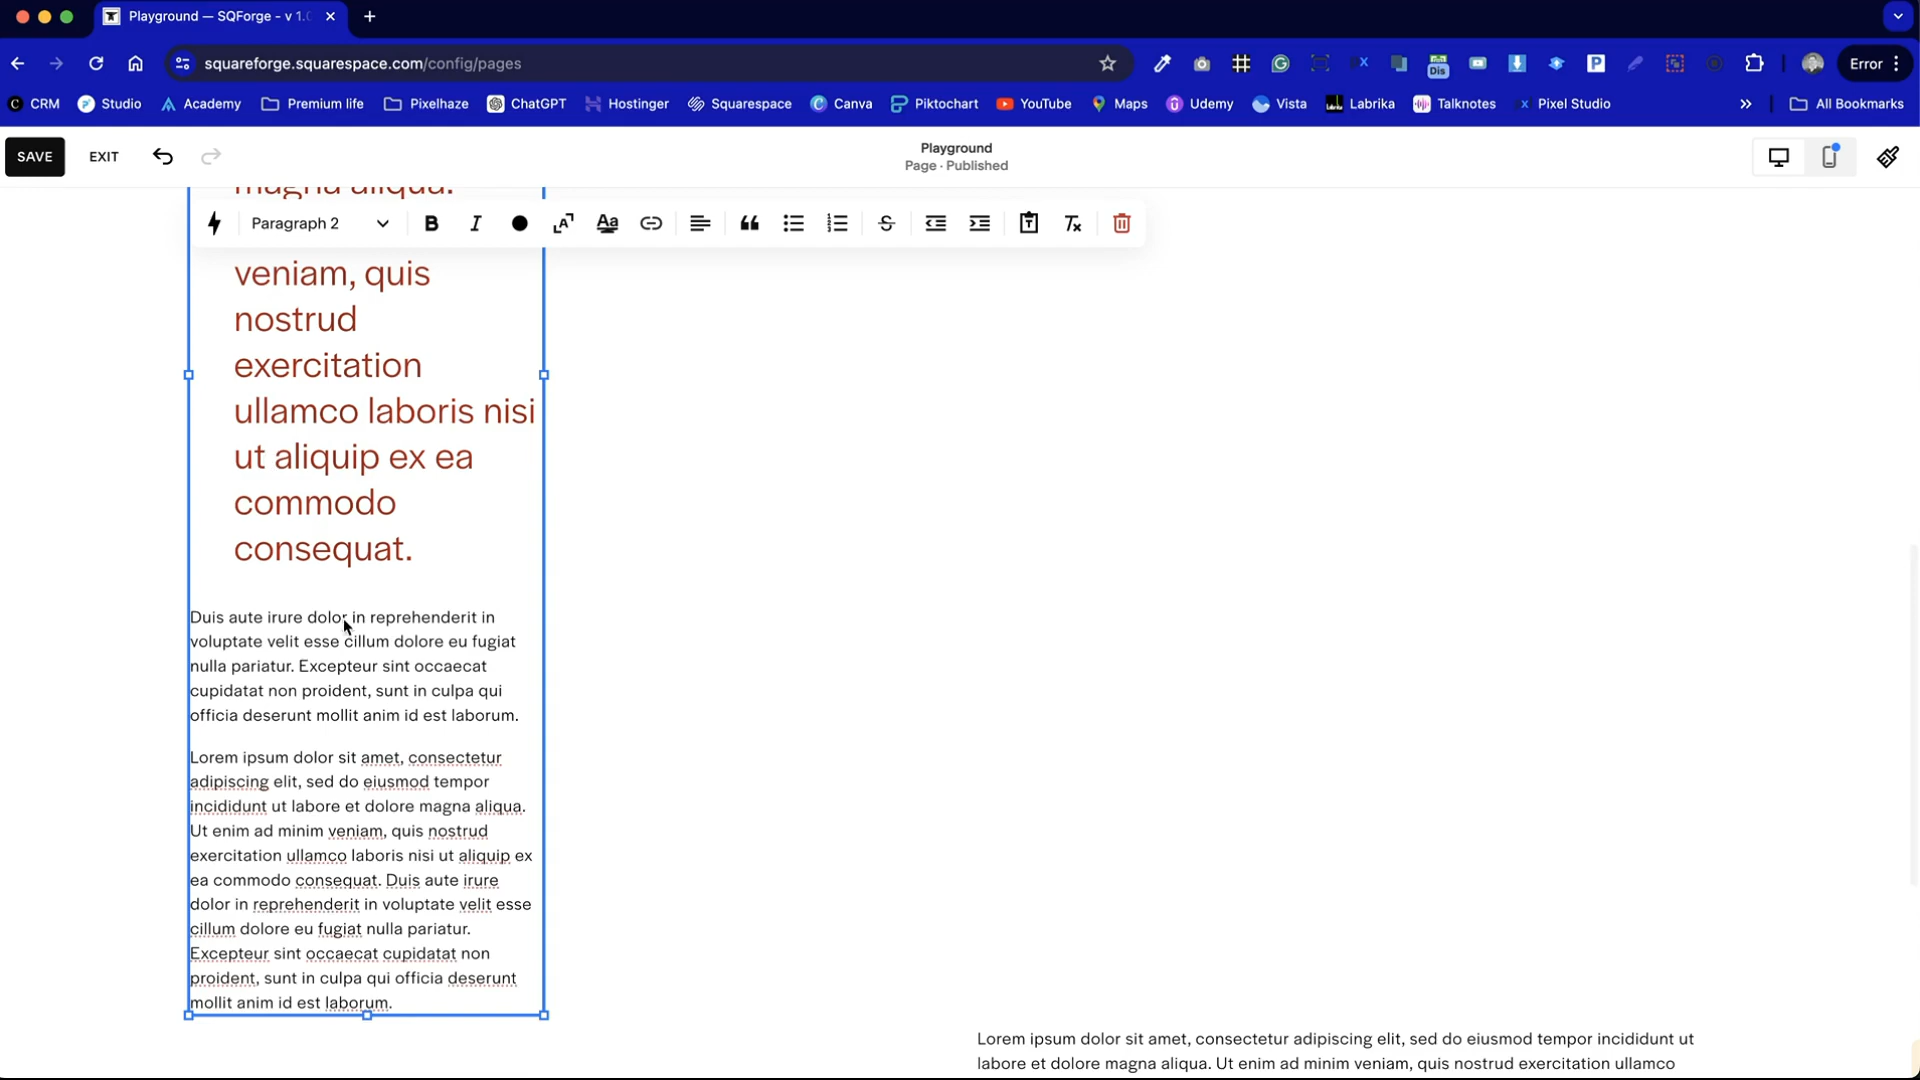 Playground — SQForge - v 1.0
squareforge.squarespace.com/config/pages
Error
CRM Studio Academy Premium life Pixelhaze ChatGPT Hostinger Squarespace Canva Piktochart YouTube Maps Udemy Vista Labrika Talknotes Pixel Studio » All Bookmarks
Dis
SAVE EXIT
Playground
Page · Published
magna aliqua.
Paragraph 2
veniam, quis
nostrud
exercitation
ullamco laboris nisi
ut aliquip ex ea
commodo
consequat.
Duis aute irure dolor in reprehenderit in
voluptate velit esse cillum dolore eu fugiat
nulla pariatur. Excepteur sint occaecat
cupidatat non proident, sunt in culpa qui
officia deserunt mollit anim id est laborum.
Lorem ipsum dolor sit amet, consectetur
adipiscing elit, sed do eiusmod tempor
incididunt ut labore et dolore magna aliqua.
Ut enim ad minim veniam, quis nostrud
exercitation ullamco laboris nisi ut aliquip ex
ea commodo consequat. Duis aute irure
dolor in reprehenderit in voluptate velit esse
cillum dolore eu fugiat nulla pariatur.
Excepteur sint occaecat cupidatat non
proident, sunt in culpa qui officia deserunt
mollit anim id est laborum.
Lorem ipsum dolor sit amet, consectetur adipiscing elit, sed do eiusmod tempor incididunt ut
labore et dolore magna aliqua. Ut enim ad minim veniam, quis nostrud exercitation ullamco